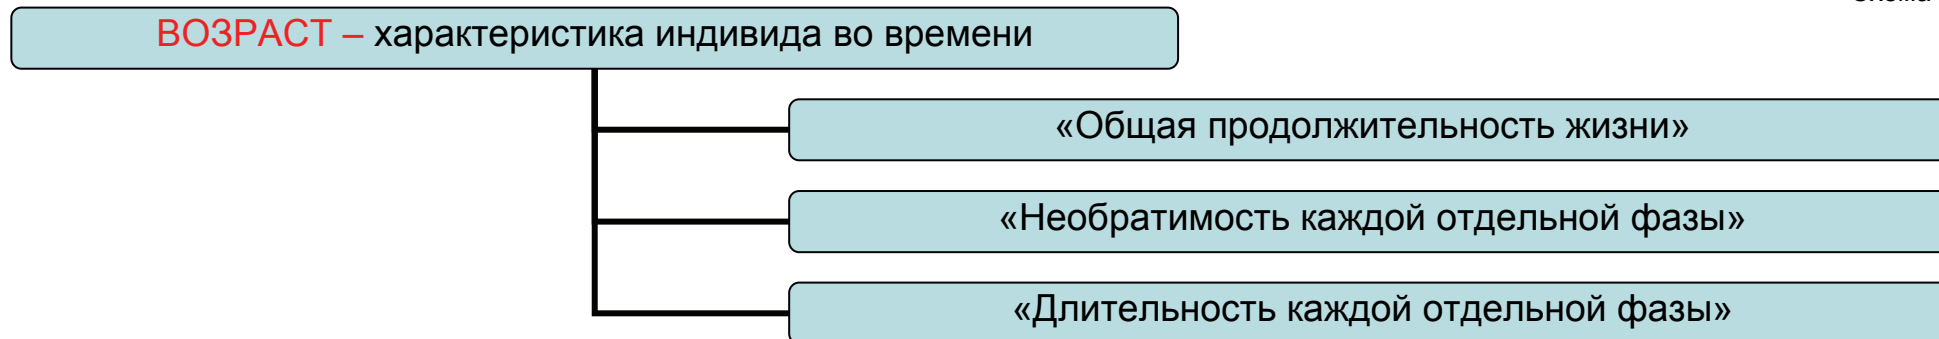 ВОЗРАСТ – характеристика индивида во времени
«Общая продолжительность жизни»
«Необратимость каждой отдельной фазы»
«Длительность каждой отдельной фазы»